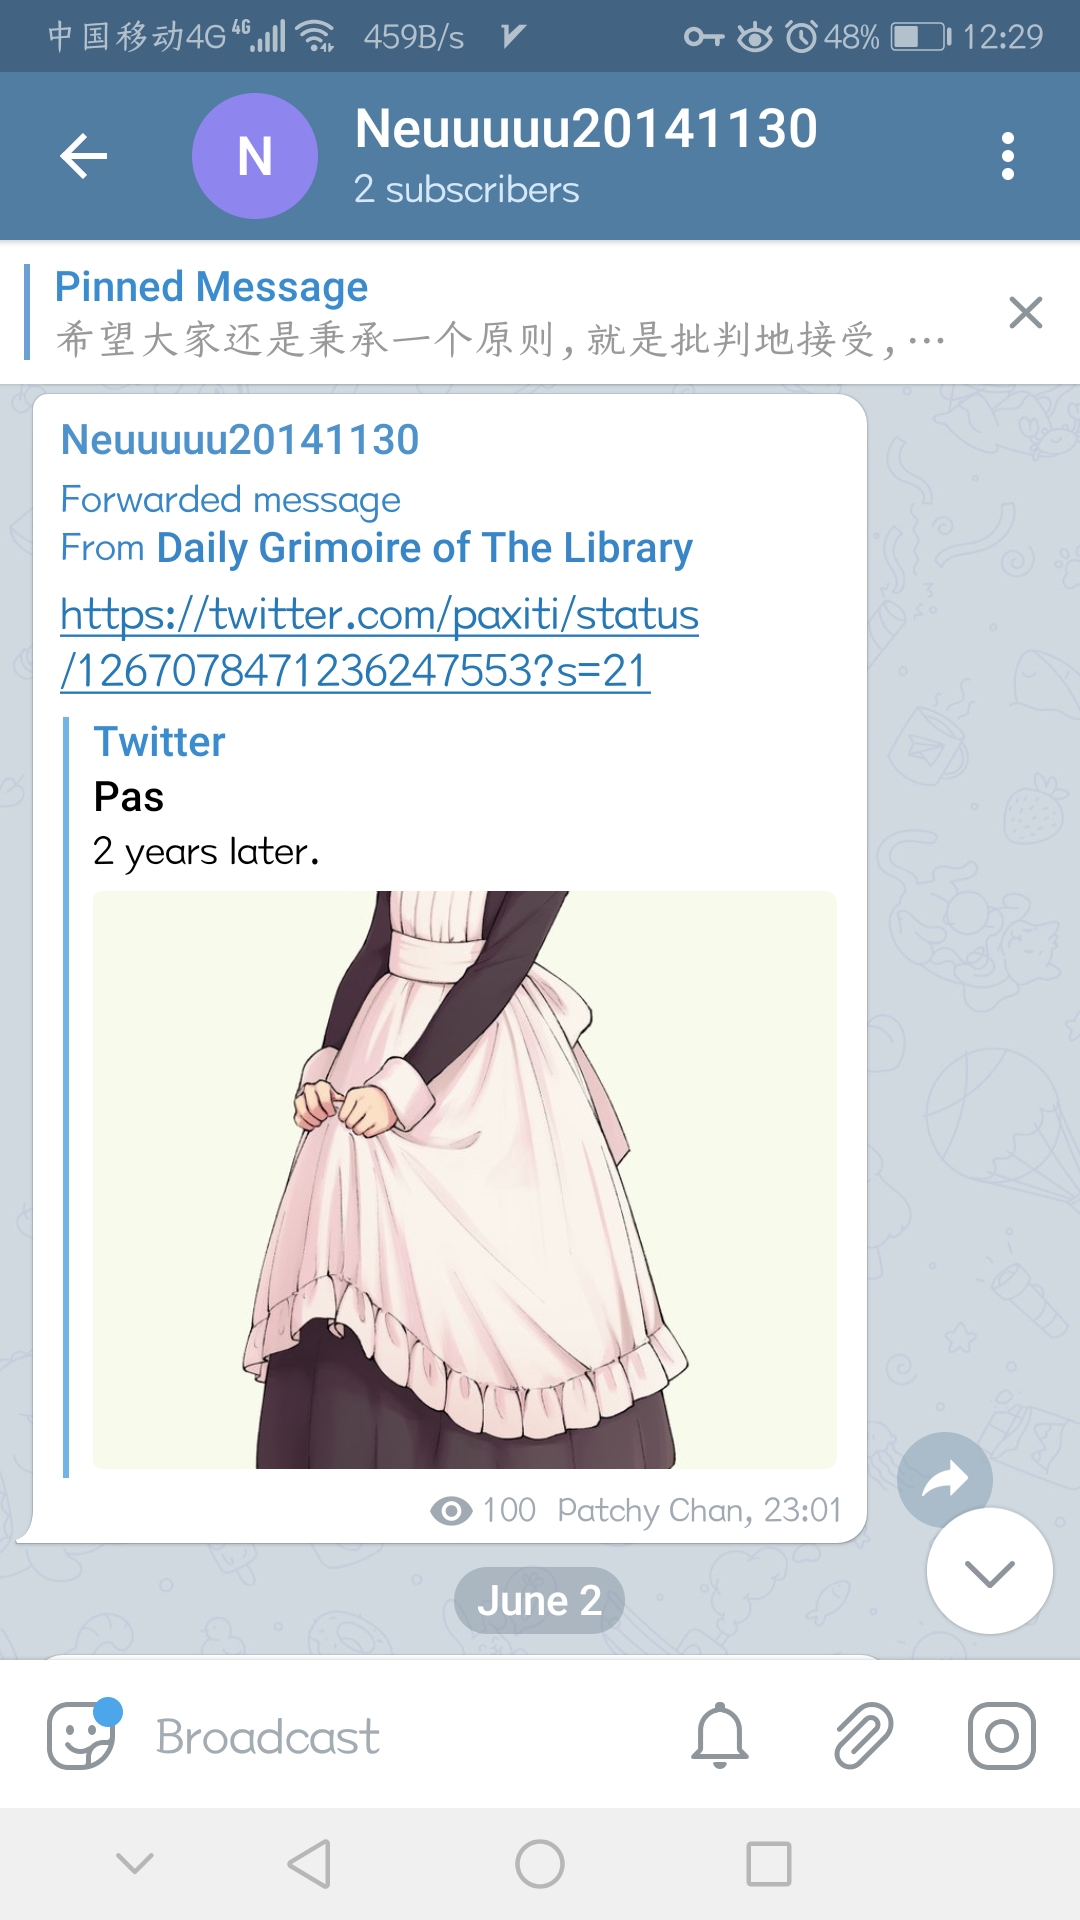 中国移动4G 4G 459B/s 48% 12:29
N
Neuuuuu20141130
2 subscribers
Pinned Message
希望大家还是秉承一个原则，就是批判地接受，…
Neuuuuu20141130
Forwarded message
From Daily Grimoire of The Library
https://twitter.com/paxiti/status
/1267078471236247553?s=21
Twitter
Pas
2 years later.
100 Patchy Chan, 23:01
June 2
Broadcast